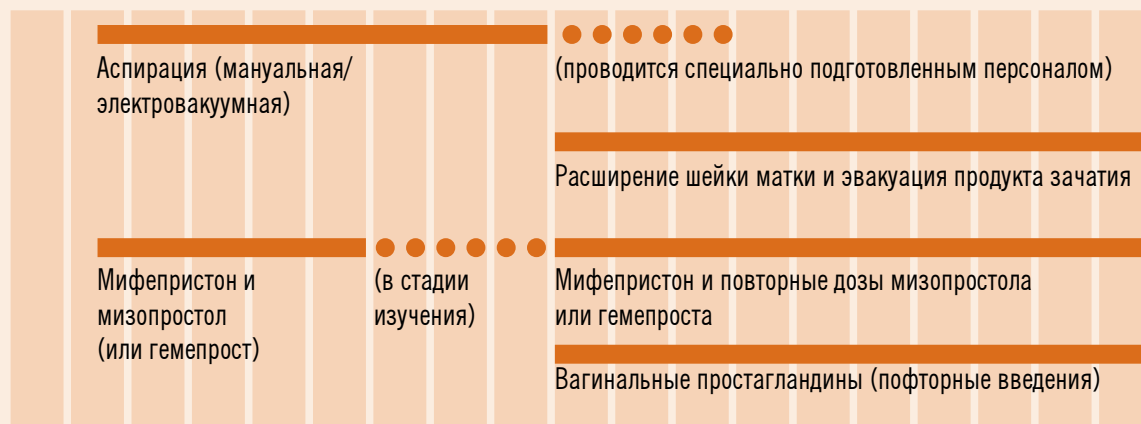 Аспирация (мануальная/
электровакуумная)
(проводится специально подготовленным персоналом)
Расширение шейки матки и эвакуация продукта зачатия
Мифепристон и
мизопростол
(или гемепрост)
(в стадии
изучения)
Мифепристон и повторные дозы мизопростола
или гемепроста
Вагинальные простагландины (пофторные введения)